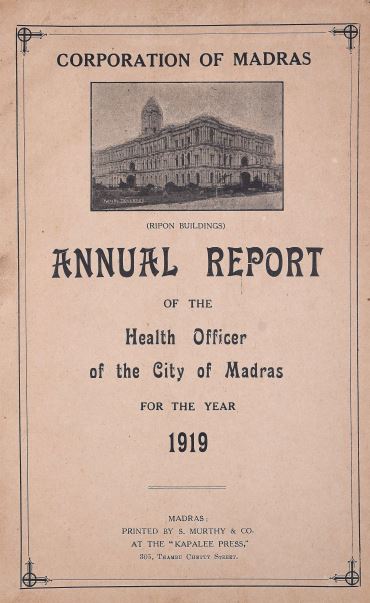 CORPORATION OF MADRAS
(RIPON BUILDINGS)
ANNUAL REPORT
OF THE
Health Officer
of the City of Madras
FOR THE YEAR
1919
MADRAS:
PRINTED BY S. MURTHY & CO.
AT THE "KAPALEE PRESS,"
305, THAMBU CHETTY STREET.